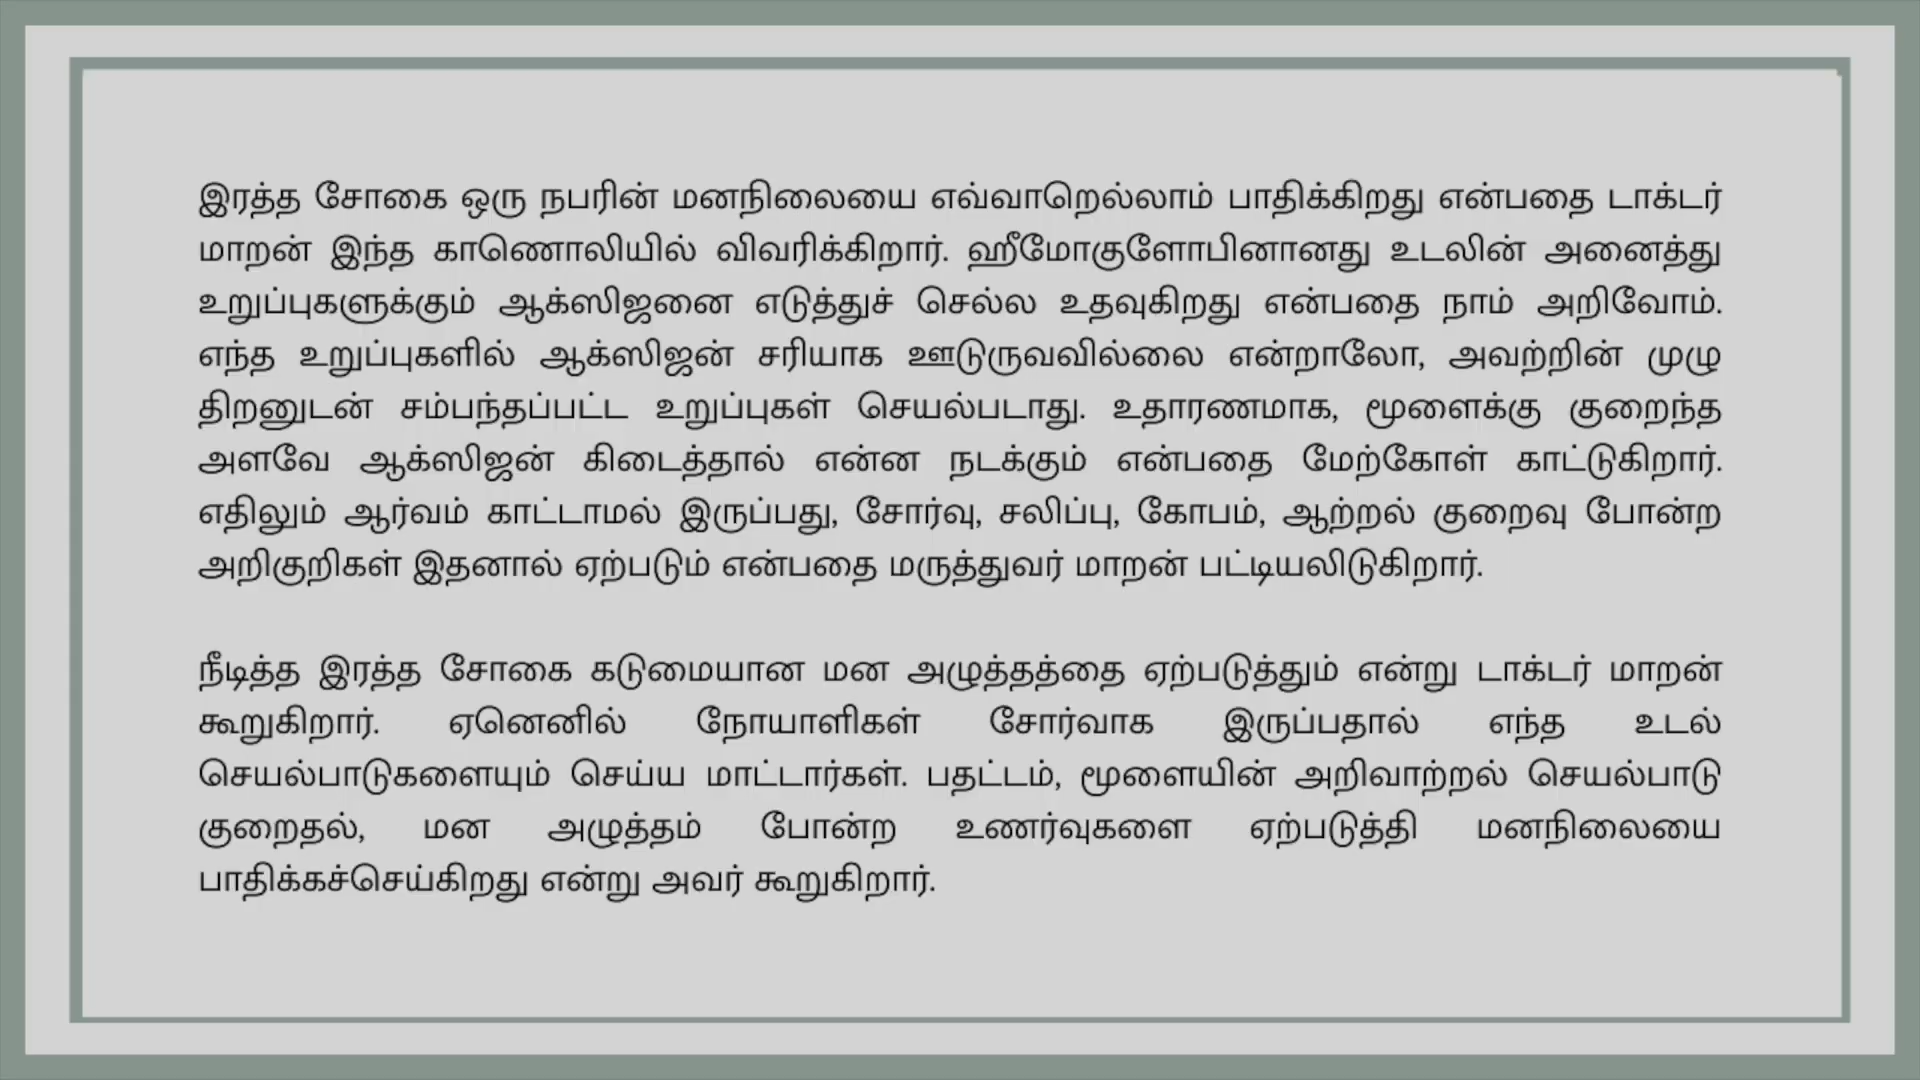 இரத்த சோகை ஒரு நபரின் மனநிலையை எவ்வாறெல்லாம் பாதிக்கிறது என்பதை டாக்டர்
மாறன் இந்த காணொலியில் விவரிக்கிறார். ஹீமோகுளோபினானது உடலின் அனைத்து
உறுப்புகளுக்கும் ஆக்ஸிஜனை எடுத்துச் செல்ல உதவுகிறது என்பதை நாம் அறிவோம்.
எந்த உறுப்புகளில் ஆக்ஸிஜன் சரியாக ஊடுருவவில்லை என்றாலோ, அவற்றின் முழு
திறனுடன் சம்பந்தப்பட்ட உறுப்புகள் செயல்படாது. உதாரணமாக, மூளைக்கு குறைந்த
அளவே ஆக்ஸிஜன் கிடைத்தால் என்ன நடக்கும் என்பதை மேற்கோள் காட்டுகிறார்.
எதிலும் ஆர்வம் காட்டாமல் இருப்பது, சோர்வு, சலிப்பு, கோபம், ஆற்றல் குறைவு போன்ற
அறிகுறிகள் இதனால் ஏற்படும் என்பதை மருத்துவர் மாறன் பட்டியலிடுகிறார்.
நீடித்த இரத்த சோகை கடுமையான மன அழுத்தத்தை ஏற்படுத்தும் என்று டாக்டர் மாறன்
கூறுகிறார். ஏனெனில் நோயாளிகள் சோர்வாக இருப்பதால் எந்த உடல்
செயல்பாடுகளையும் செய்ய மாட்டார்கள். பதட்டம், மூளையின் அறிவாற்றல் செயல்பாடு
குறைதல், மன அழுத்தம் போன்ற உணர்வுகளை ஏற்படுத்தி மனநிலையை
பாதிக்கச்செய்கிறது என்று அவர் கூறுகிறார்.